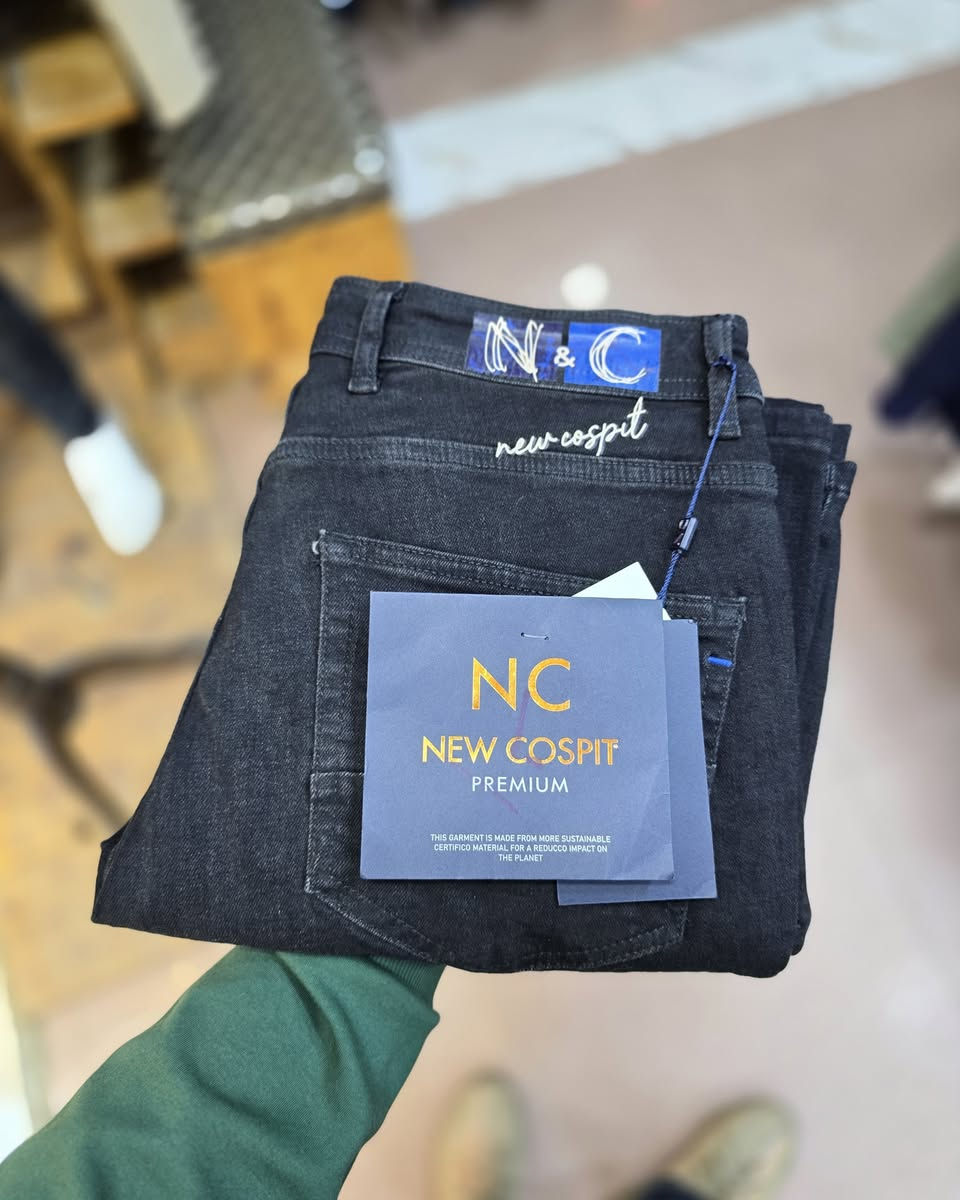 N & C
new cospit
NC
NEW COSPIT
PREMIUM
THIS GARMENT IS MADE FROM MORE SUSTAINABLE
CERTIFICO MATERIAL FOR A REDUCCO IMPACT ON
THE PLANET